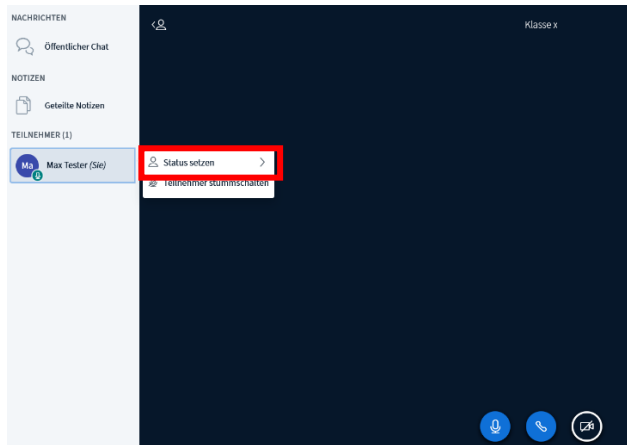 NACHRICHTEN
Öffentlicher Chat
NOTIZEN
Geteilte Notizen
TEILNEHMER (1)
Ma Max Tester (Sie)
Klasse x
Status setzen
Teilnehmer stummschalten